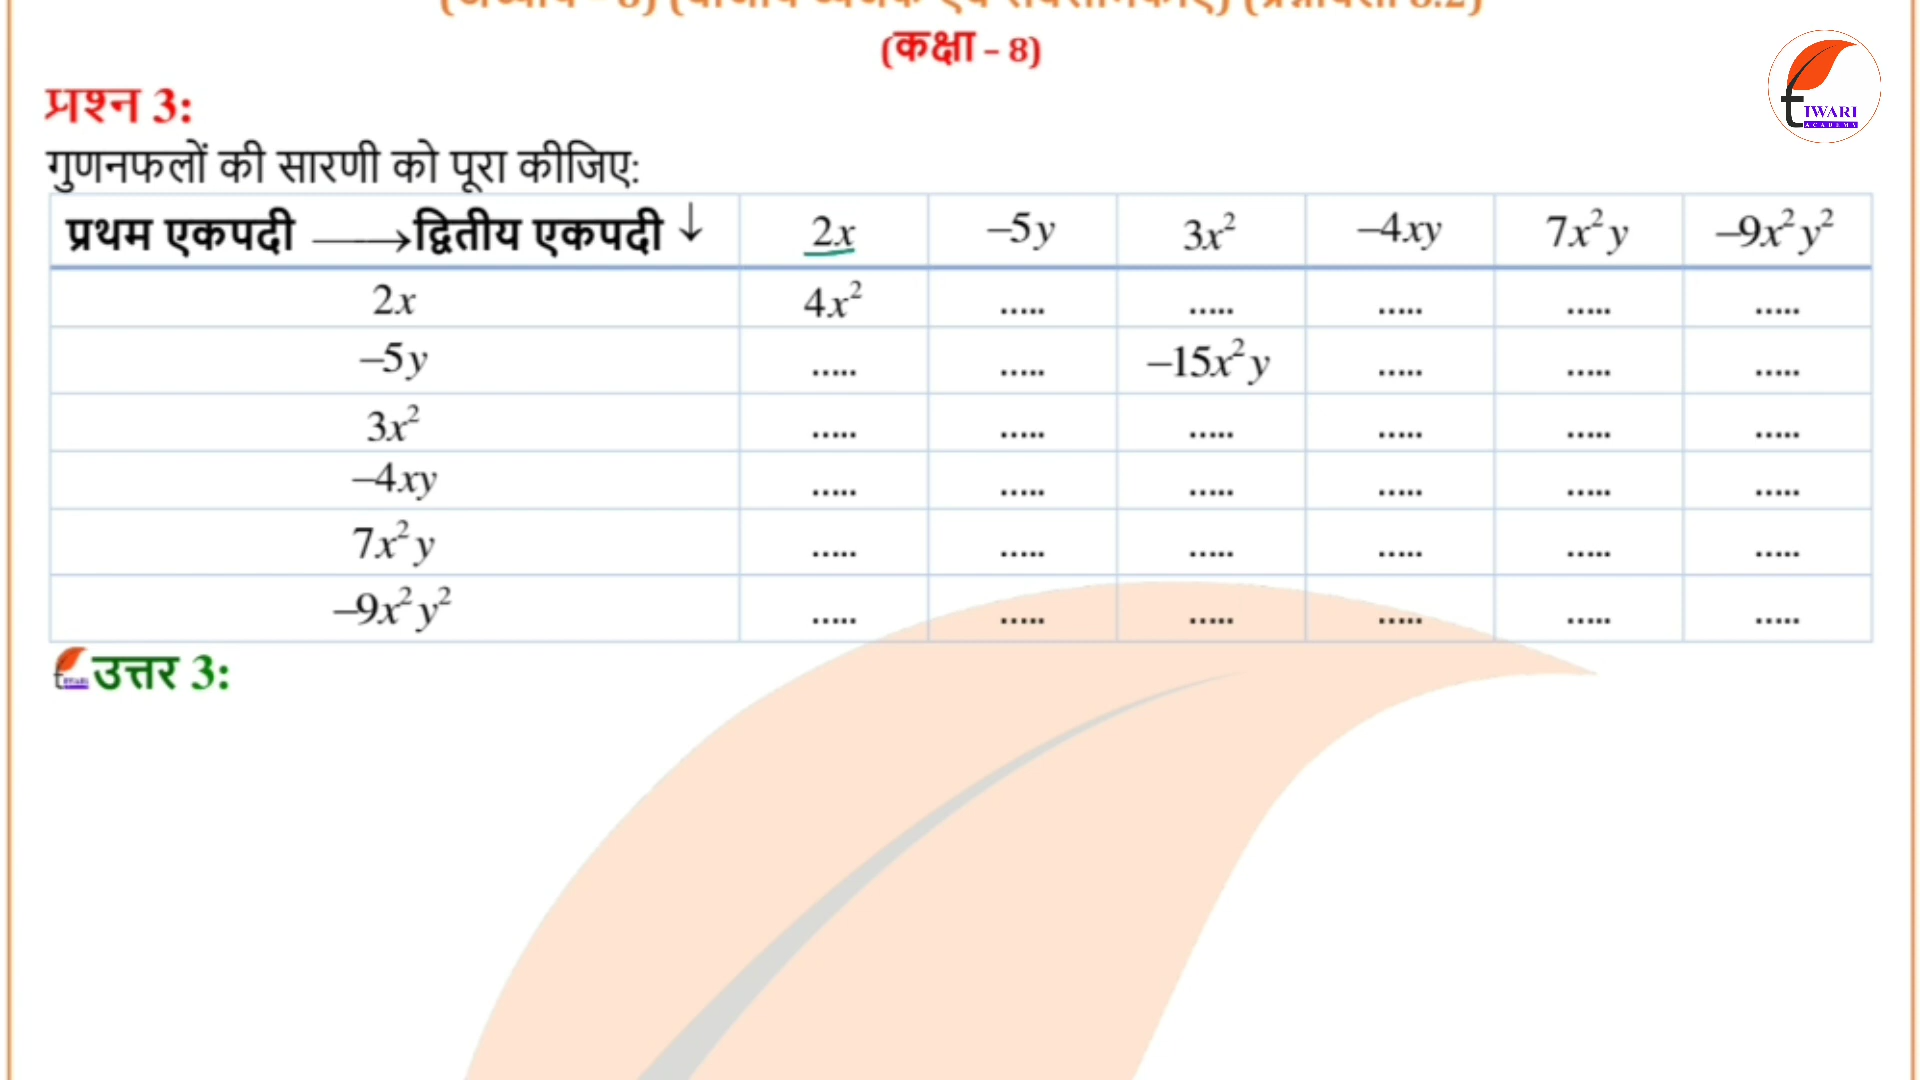 (कक्षा – 8)
IWARI
ACADEMY
प्रश्न 3:
गुणनफलों की सारणी को पूरा कीजिए:
प्रथम एकपदी ⟶द्वितीय एकपदी ↓ 2x –5y 3x² –4xy 7x²y –9x²y²
2x 4x² ..... ..... ..... ..... .....
–5y ..... ..... –15x²y ..... ..... .....
3x² ..... ..... ..... ..... ..... .....
–4xy ..... ..... ..... ..... ..... .....
7x²y ..... ..... ..... ..... ..... .....
–9x²y² ..... ..... ..... ..... ..... .....
उत्तर 3: